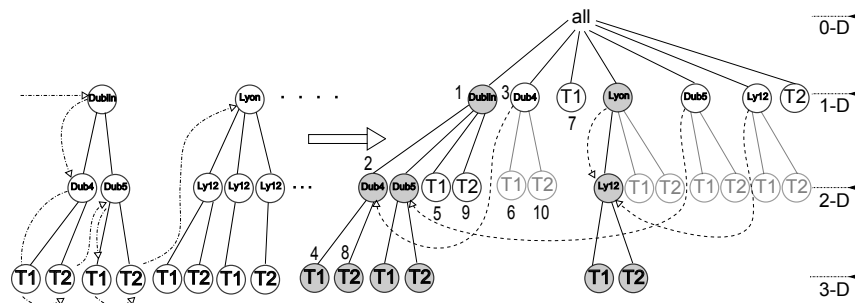 all
0-D
Dublin Lyon . . . . 1 Dublin 3 Dub4 T1 Lyon Dub5 Ly12 T2 1-D
7
2
Dub4 Dub5 Ly12 Ly12 Ly12 ... Dub4 Dub5 T1 T2 T1 T2 Ly12 T1 T2 T1 T2 T1 T2 2-D
5 9 6 10
4 8
T1 T2 T1 T2 T1 T2 T1 T2 T1 T2 T1 T2 T1 T2 3-D